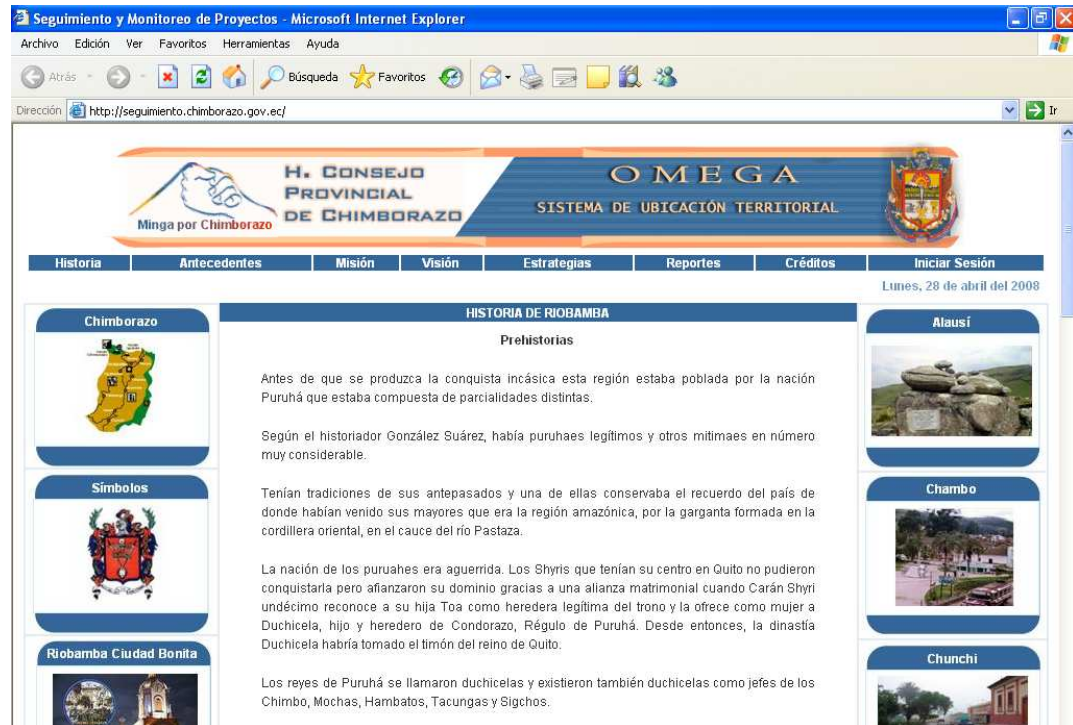 Seguimiento y Monitoreo de Proyectos - Microsoft Internet Explorer
Archivo Edición Ver Favoritos Herramientas Ayuda
Atrás Búsqueda Favoritos
Dirección http://seguimiento.chimborazo.gov.ec/ Ir
H. CONSEJO
PROVINCIAL
DE CHIMBORAZO
Minga por Chimborazo
OMEGA
SISTEMA DE UBICACIÓN TERRITORIAL
Historia Antecedentes Misión Visión Estrategias Reportes Créditos Iniciar Sesión
Lunes, 28 de abril del 2008
Chimborazo
Símbolos
Riobamba Ciudad Bonita
HISTORIA DE RIOBAMBA
Prehistorias
Antes de que se produzca la conquista incásica esta región estaba poblada por la nación
Puruhá que estaba compuesta de parcialidades distintas.
Según el historiador González Suárez, había puruhaes legítimos y otros mitimaes en número
muy considerable.
Tenían tradiciones de sus antepasados y una de ellas conservaba el recuerdo del país de
donde habían venido sus mayores que era la región amazónica, por la garganta formada en la
cordillera oriental, en el cauce del río Pastaza.
La nación de los puruahes era aguerrida. Los Shyris que tenían su centro en Quito no pudieron
conquistarla pero afianzaron su dominio gracias a una alianza matrimonial cuando Carán Shyri
undécimo reconoce a su hija Toa como heredera legítima del trono y la ofrece como mujer a
Duchicela, hijo y heredero de Condorazo, Régulo de Puruhá. Desde entonces, la dinastía
Duchicela habría tomado el timón del reino de Quito.
Los reyes de Puruhá se llamaron duchicelas y existieron también duchicelas como jefes de los
Chimbo, Mochas, Hambatos, Tacungas y Sigchos.
Alausí
Chambo
Chunchi